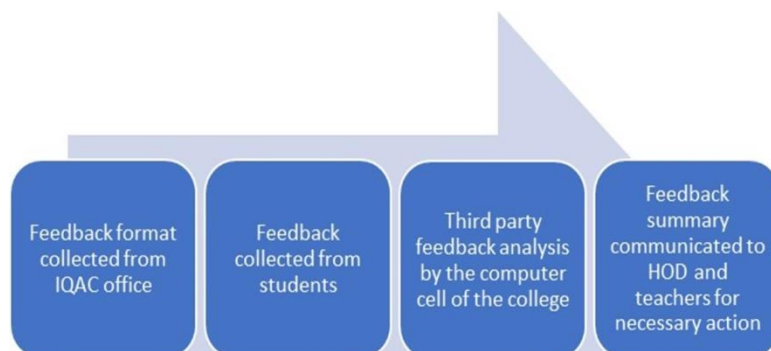 Feedback format
collected from
IQAC office
Feedback
collected from
students
Third party
feedback analysis
by the computer
cell of the college
Feedback
summary
communicated to
HOD and
teachers for
necessary action